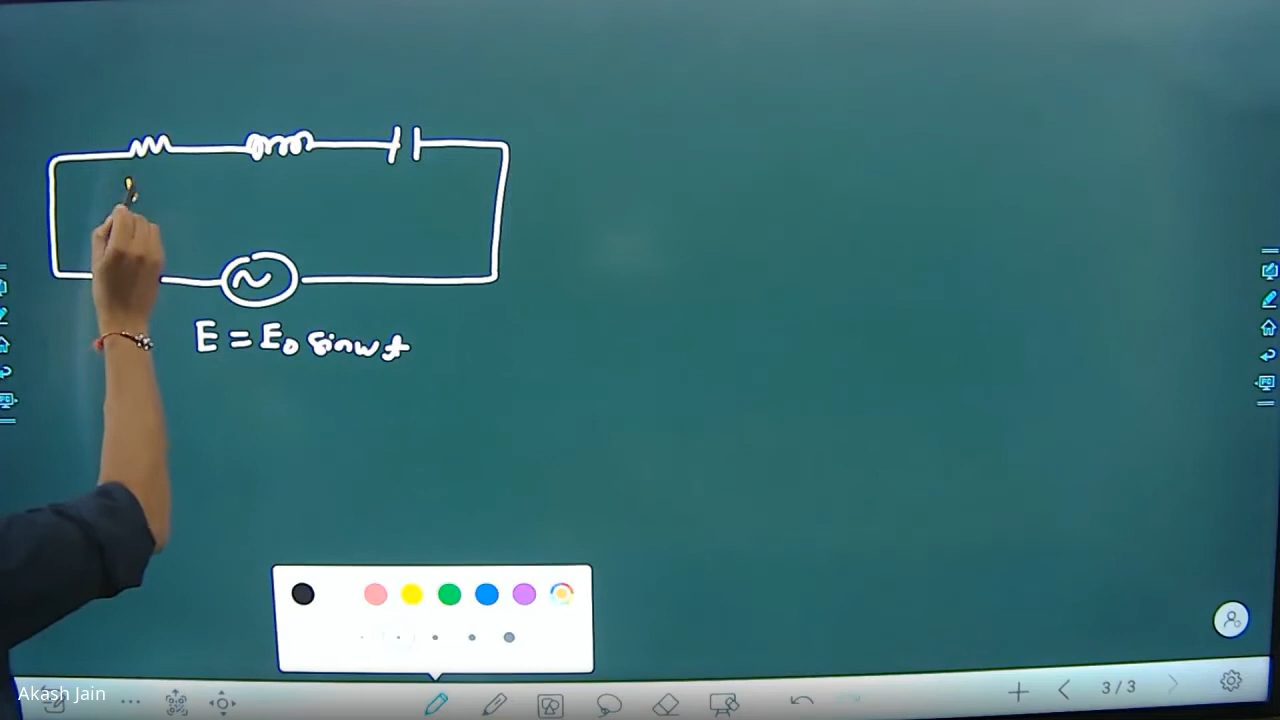 E = E₀ sinωt
3/3
Akash Jain